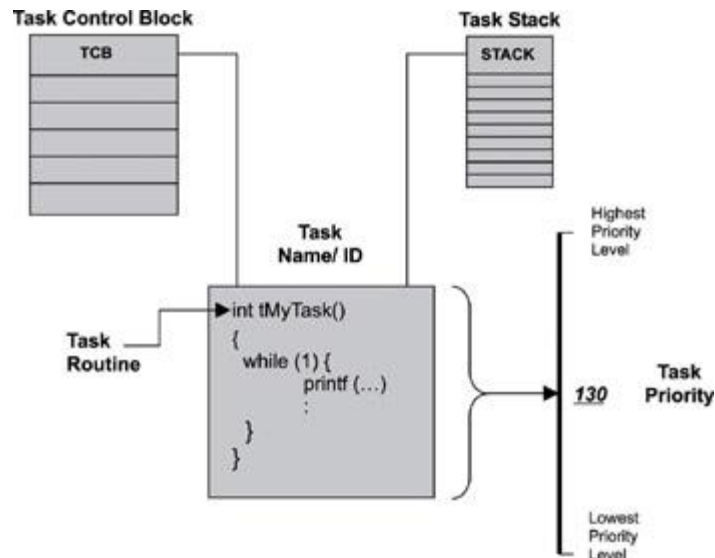 Task Control Block
TCB
Task Stack
STACK
Task
Name/ ID
Highest
Priority
Level
int tMyTask()
{
while (1) {
printf (...)
:
}
}
Task
Routine
130
Task
Priority
Lowest
Priority
Level